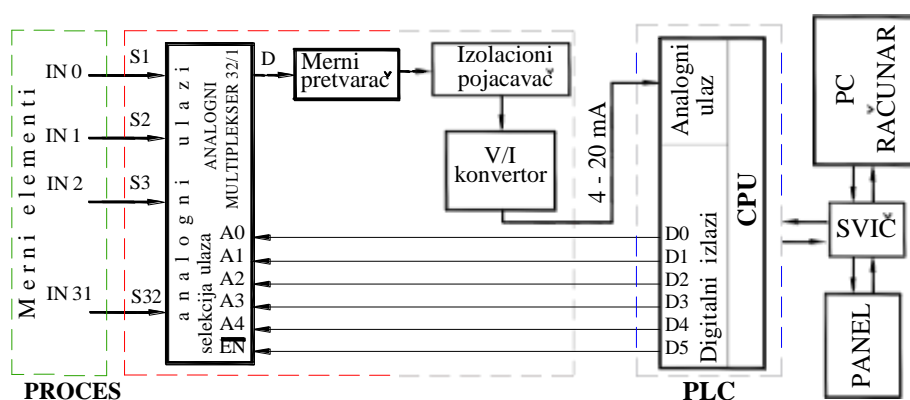 Merni elementi
IN 0
IN 1
IN 2
IN 31
PROCES
S1
S2
S3
S32
analogni ulazi
ANALOGNI
MULTIPLEKSER 32/1
selekcija ulaza
A0
A1
A2
A3
A4
EN
D
Merni
pretvarač
Izolacioni
pojacavač
V/I
konvertor
4 - 20 mA
Analogni
ulaz
Digitalni izlazi
D0
D1
D2
D3
D4
D5
CPU
PLC
PC
RAČUNAR
SVIČ
PANEL